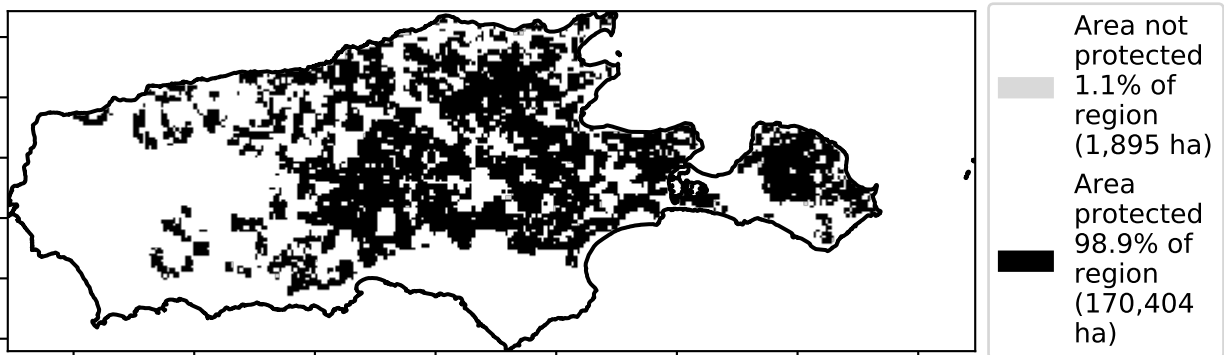 Area not
protected
1.1% of
region
(1,895 ha)
Area
protected
98.9% of
region
(170,404
ha)